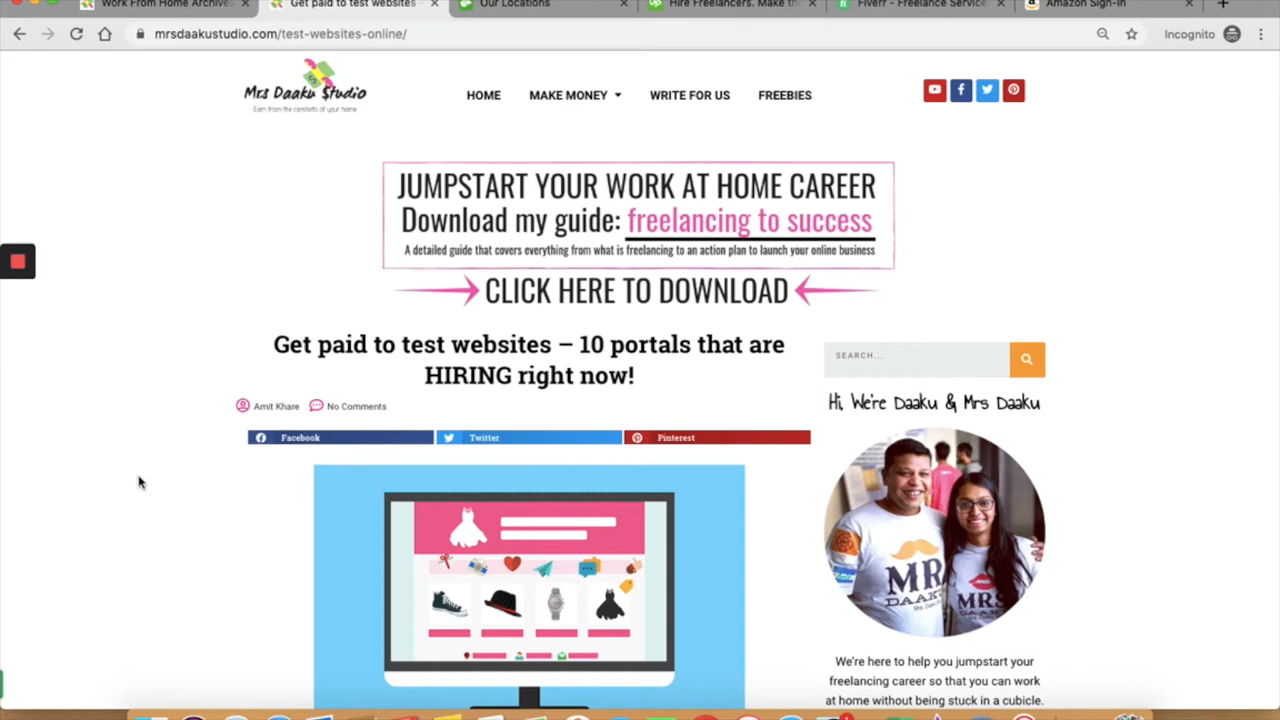 Work From Home Archives
Get paid to test websites -
Our Locations
Hire Freelancers. Make th
Fiverr - Freelance Service
Amazon Sign-In
mrsdaakustudio.com/test-websites-online/
Incognito
Mrs Daaku $tudio
Earn from the comforts of your home
HOME
MAKE MONEY
WRITE FOR US
FREEBIES
JUMPSTART YOUR WORK AT HOME CAREER
Download my guide: freelancing to success
A detailed guide that covers everything from what is freelancing to an action plan to launch your online business
CLICK HERE TO DOWNLOAD
Get paid to test websites – 10 portals that are
HIRING right now!
Amit Khare
No Comments
Facebook
Twitter
Pinterest
SEARCH...
Hi, We're Daaku & Mrs Daaku
MR
DAAKU
MRS
DAAKU
We're here to help you jumpstart your
freelancing career so that you can work
at home without being stuck in a cubicle.